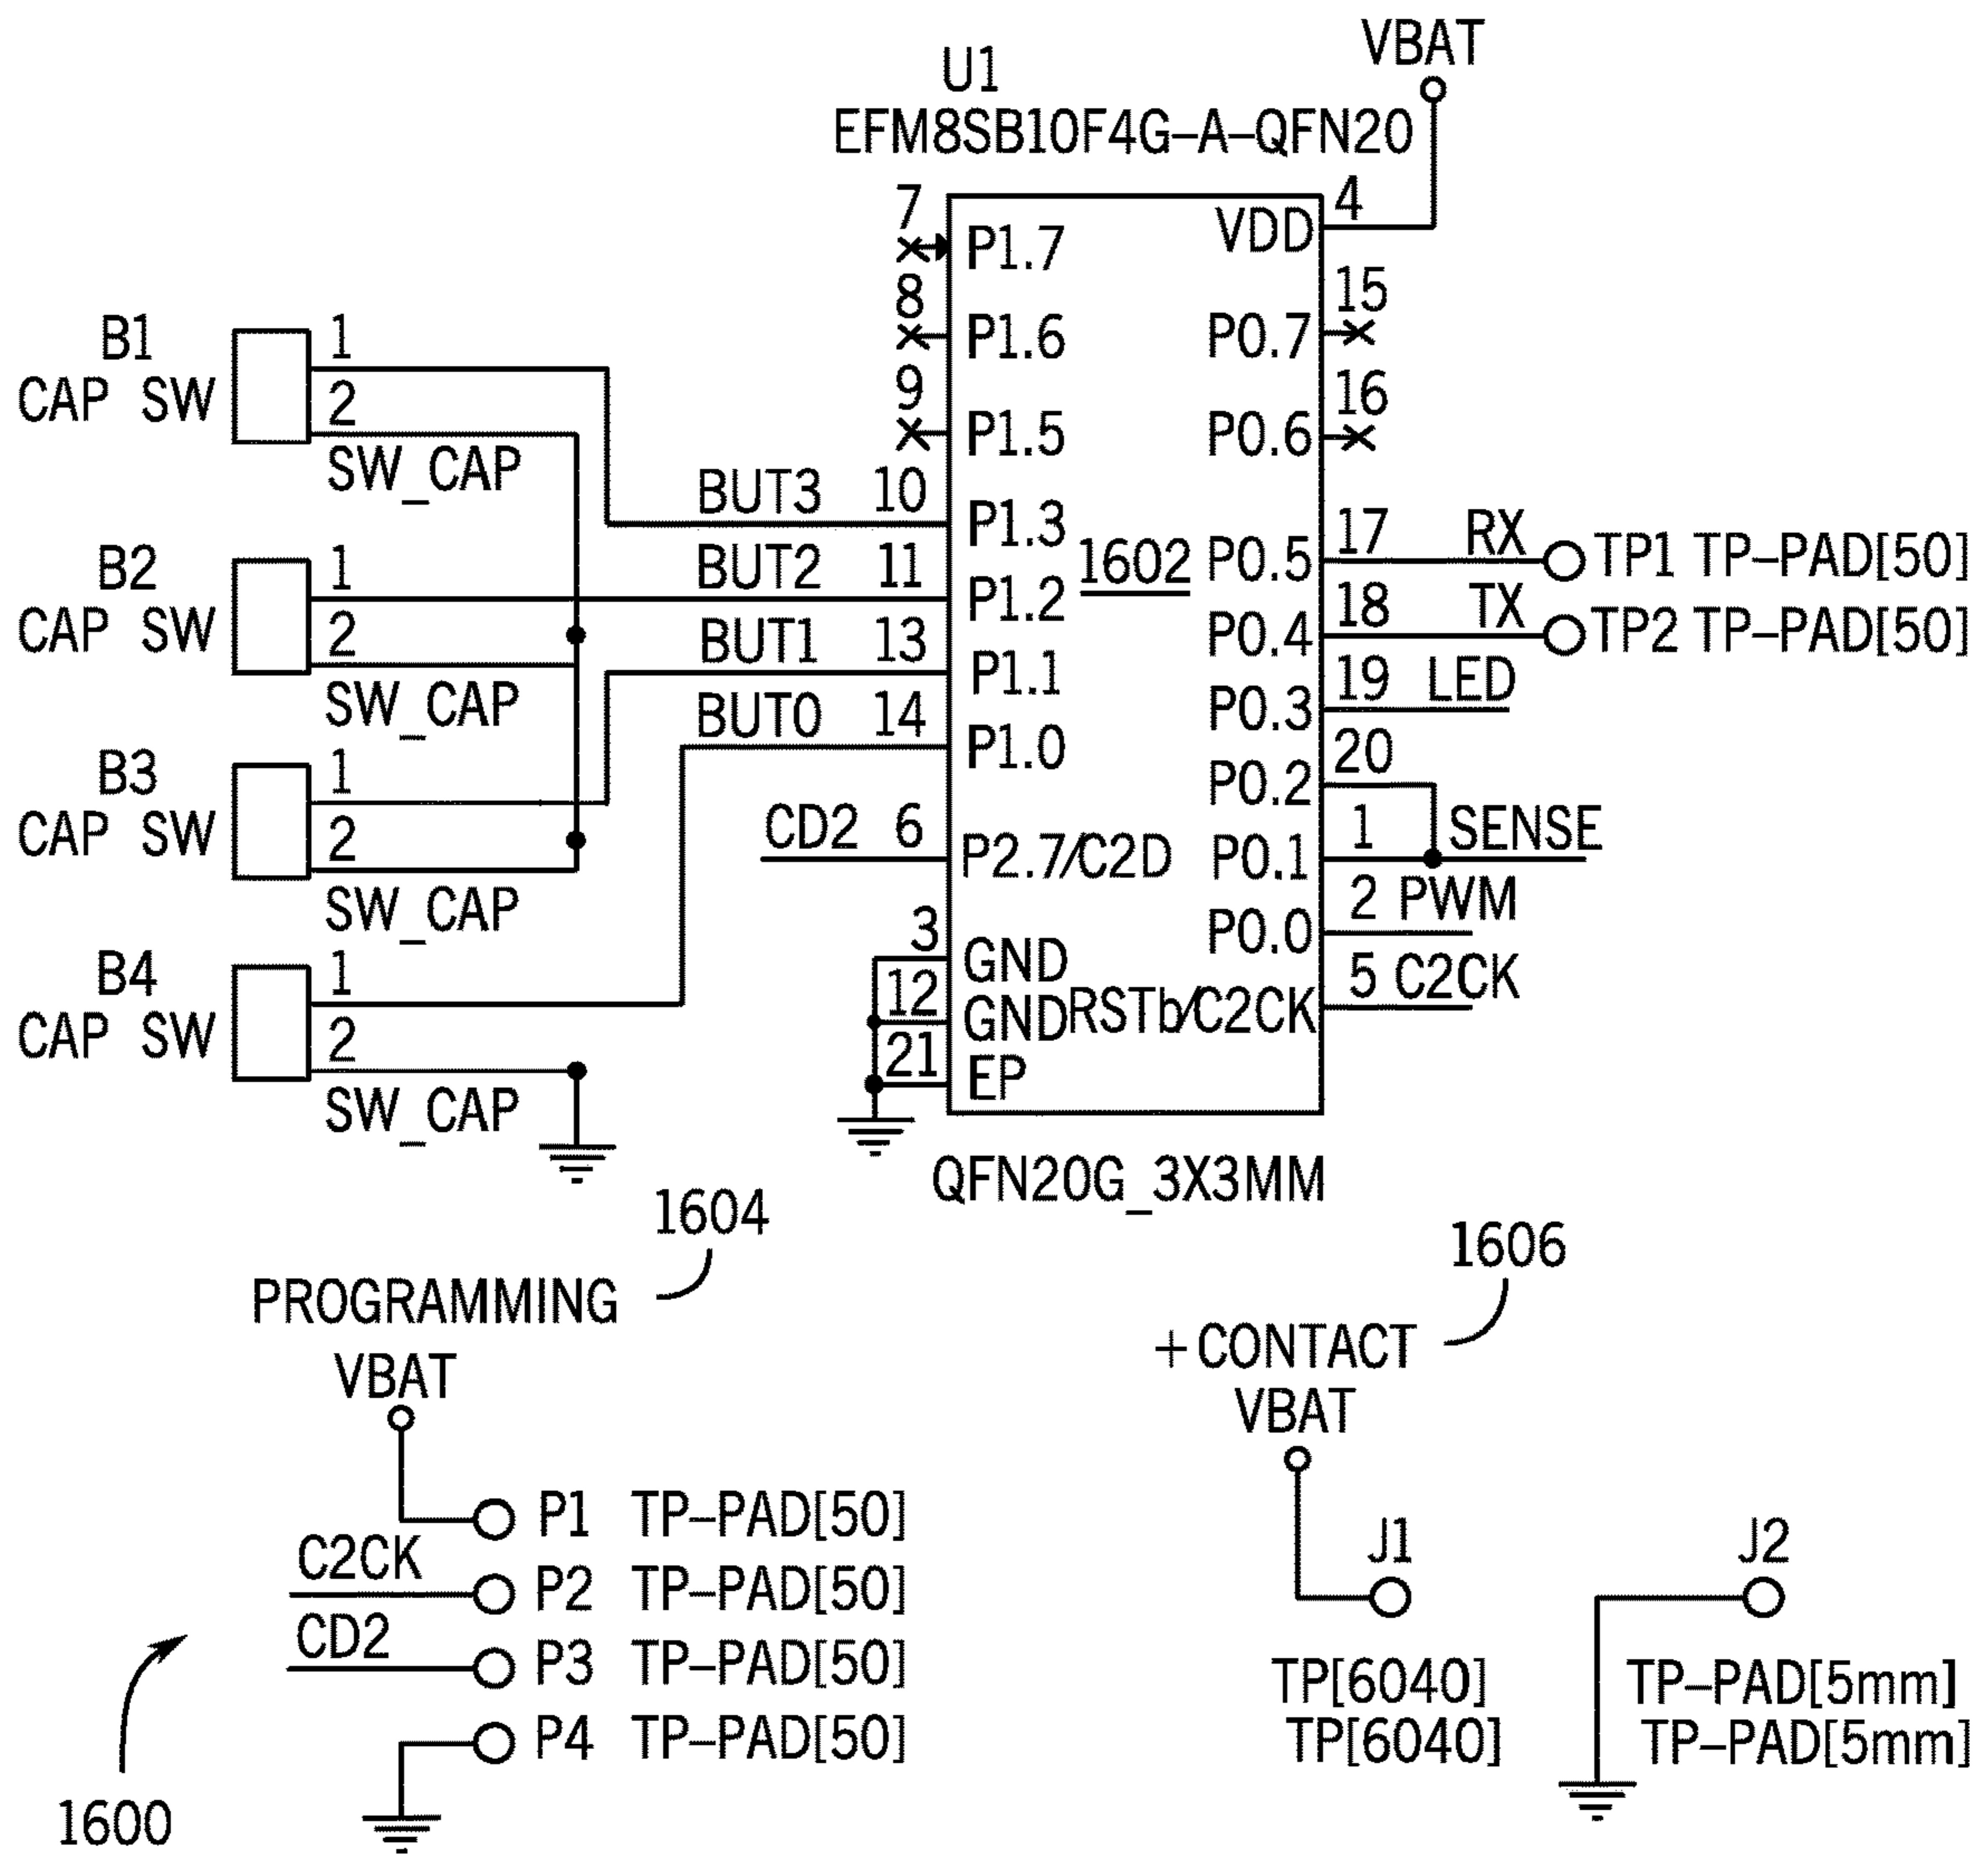 VBAT
U1
EFM8SB10F4G-A-QFN20
7 P1.7 VDD 4
8 P1.6 P0.7 15
9 P1.5 P0.6 16
B1 1
CAP SW 2
SW_CAP
BUT3 10 P1.3
1602
P0.5 17 RX TP1 TP-PAD[50]
B2 1 BUT2 11 P1.2
CAP SW 2
SW_CAP
P0.4 18 TX TP2 TP-PAD[50]
BUT1 13 P1.1
P0.3 19 LED
BUT0 14 P1.0
P0.2 20
B3 1
CAP SW 2
SW_CAP
CD2 6 P2.7/C2D P0.1 1 SENSE
P0.0 2 PWM
3 GND
B4 1
CAP SW 2
SW_CAP
12 GND RSTb/C2CK 5 C2CK
21 EP
QFN20G_3X3MM
1604
PROGRAMMING
VBAT
P1 TP-PAD[50]
C2CK P2 TP-PAD[50]
CD2 P3 TP-PAD[50]
P4 TP-PAD[50]
1600
1606
+CONTACT
VBAT
J1
TP[6040]
TP[6040]
J2
TP-PAD[5mm]
TP-PAD[5mm]